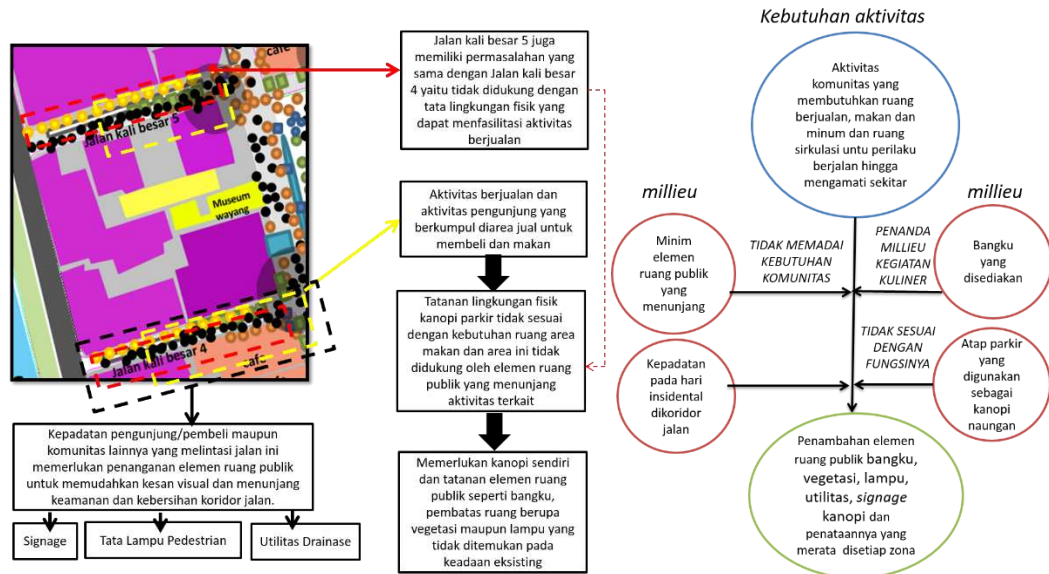 cafe
Jalan kali besar 5
Museum
wayang
Jalan kali besar 4
cafe
Kepadatan pengunjung/pembeli maupun
komunitas lainnya yang melintasi jalan ini
memerlukan penanganan elemen ruang publik
untuk memudahkan kesan visual dan menunjang
keamanan dan kebersihan koridor jalan.
Signage
Tata Lampu Pedestrian
Utilitas Drainase
Jalan kali besar 5 juga
memiliki permasalahan yang
sama dengan Jalan kali besar
4 yaitu tidak didukung dengan
tata lingkungan fisik yang
dapat menfasilitasi aktivitas
berjualan
Aktivitas berjualan dan
aktivitas pengunjung yang
berkumpul diarea jual untuk
membeli dan makan
Tatanan lingkungan fisik
kanopi parkir tidak sesuai
dengan kebutuhan ruang area
makan dan area ini tidak
didukung oleh elemen ruang
publik yang menunjang
aktivitas terkait
Memerlukan kanopi sendiri
dan tatanan elemen ruang
publik seperti bangku,
pembatas ruang berupa
vegetasi maupun lampu yang
tidak ditemukan pada
keadaan eksisting
Kebutuhan aktivitas
Aktivitas
komunitas yang
membutuhkan ruang
berjualan, makan dan
minum dan ruang
sirkulasi untu perilaku
berjalan hingga
mengamati sekitar
millieu
Minim
elemen
ruang publik
yang
menunjang
TIDAK MEMADAI
KEBUTUHAN
KOMUNITAS
PENANDA
MILLIEU
KEGIATAN
KULINER
millieu
Bangku
yang
disediakan
Kepadatan
pada hari
insidental
dikoridor
jalan
TIDAK SESUAI
DENGAN
FUNGSINYA
Atap parkir
yang
digunakan
sebagai
kanopi
naungan
Penambahan elemen
ruang publik bangku,
vegetasi, lampu,
utilitas, signage
kanopi dan
penataannya yang
merata disetiap zona